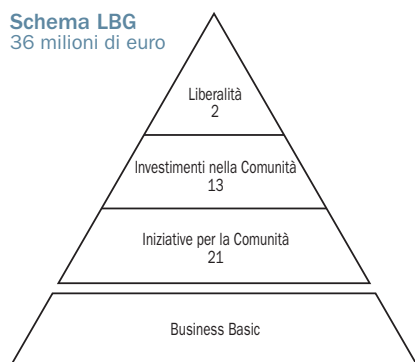 Schema LBG
36 milioni di euro
Liberalità
2
Investimenti nella Comunità
13
Iniziative per la Comunità
21
Business Basic